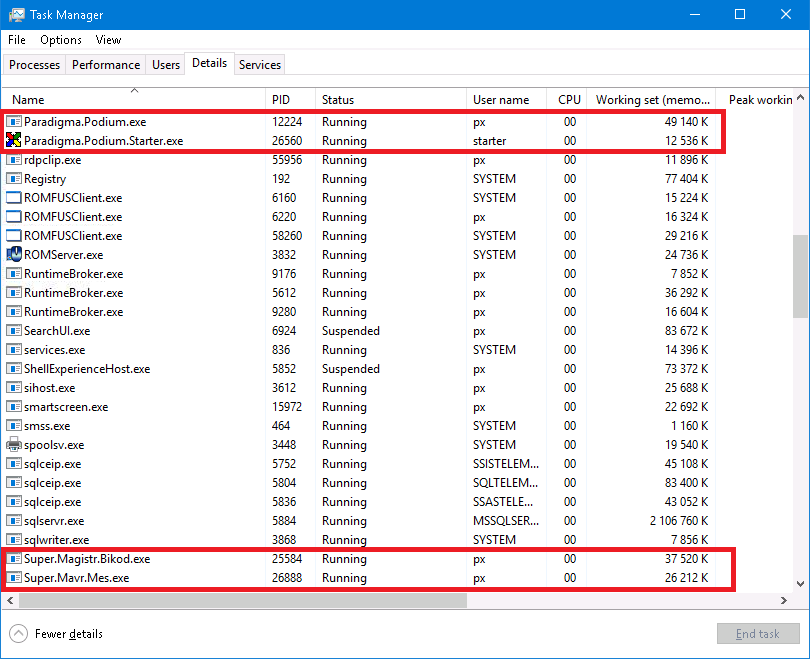 Task Manager
File Options View
Processes Performance Users Details Services
Name PID Status User name CPU Working set (memo... Peak workin
Paradigma.Podium.exe 12224 Running px 00 49 140 K
Paradigma.Podium.Starter.exe 26560 Running starter 00 12 536 K
rdpclip.exe 55956 Running px 00 11 896 K
Registry 192 Running SYSTEM 00 77 404 K
ROMFUSClient.exe 6160 Running SYSTEM 00 15 224 K
ROMFUSClient.exe 6220 Running px 00 16 324 K
ROMFUSClient.exe 58260 Running SYSTEM 00 29 216 K
ROMServer.exe 3832 Running SYSTEM 00 24 736 K
RuntimeBroker.exe 9176 Running px 00 7 852 K
RuntimeBroker.exe 5612 Running px 00 36 292 K
RuntimeBroker.exe 9280 Running px 00 16 604 K
SearchUI.exe 6924 Suspended px 00 83 672 K
services.exe 836 Running SYSTEM 00 14 396 K
ShellExperienceHost.exe 5852 Suspended px 00 73 372 K
sihost.exe 3612 Running px 00 25 688 K
smartscreen.exe 15972 Running px 00 22 692 K
smss.exe 464 Running SYSTEM 00 1 160 K
spoolsv.exe 3448 Running SYSTEM 00 19 540 K
sqlceip.exe 5752 Running SSISTELEM... 00 45 108 K
sqlceip.exe 5804 Running SQLTELEM... 00 83 400 K
sqlceip.exe 5836 Running SSASTELE... 00 43 052 K
sqlservr.exe 5884 Running MSSQLSER... 00 2 106 760 K
sqlwriter.exe 3868 Running SYSTEM 00 7 856 K
Super.Magistr.Bikod.exe 25584 Running px 00 37 520 K
Super.Mavr.Mes.exe 26888 Running px 00 26 212 K
Fewer details End task